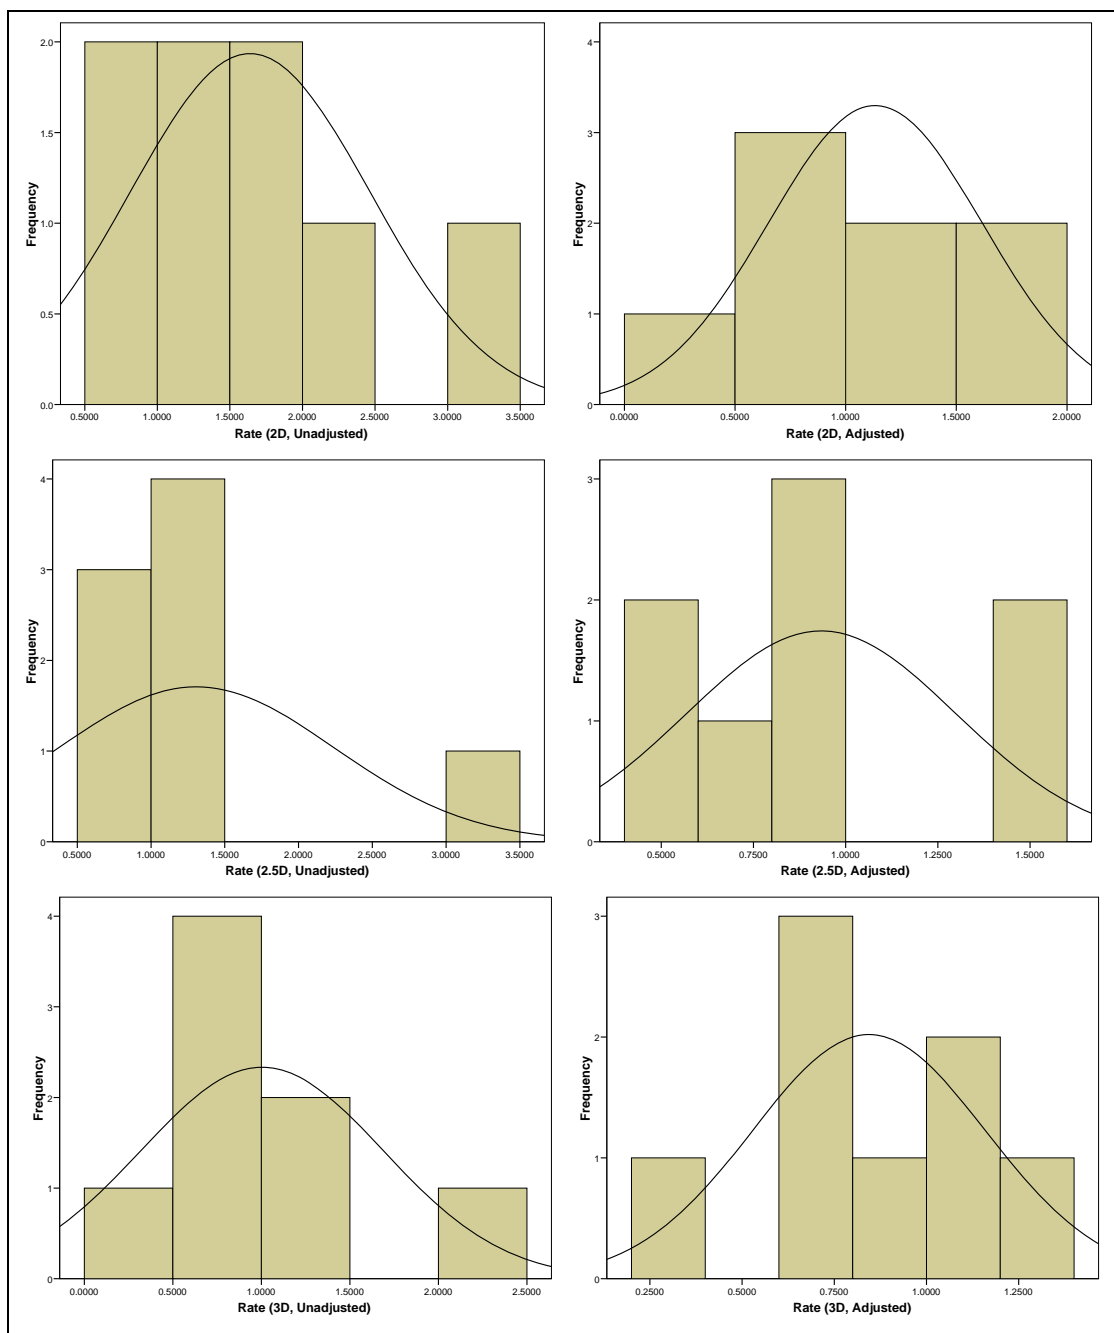 2.0
1.5
1.0
0.5
0.0
Frequency
0.5000 1.0000 1.5000 2.0000 2.5000 3.0000 3.5000
Rate (2D, Unadjusted)
4
3
2
1
0
Frequency
0.0000 0.5000 1.0000 1.5000 2.0000
Rate (2D, Adjusted)
4
3
2
1
0
Frequency
0.5000 1.0000 1.5000 2.0000 2.5000 3.0000 3.5000
Rate (2.5D, Unadjusted)
3
2
1
0
Frequency
0.5000 0.7500 1.0000 1.2500 1.5000
Rate (2.5D, Adjusted)
4
3
2
1
0
Frequency
0.0000 0.5000 1.0000 1.5000 2.0000 2.5000
Rate (3D, Unadjusted)
3
2
1
0
Frequency
0.2500 0.5000 0.7500 1.0000 1.2500
Rate (3D, Adjusted)